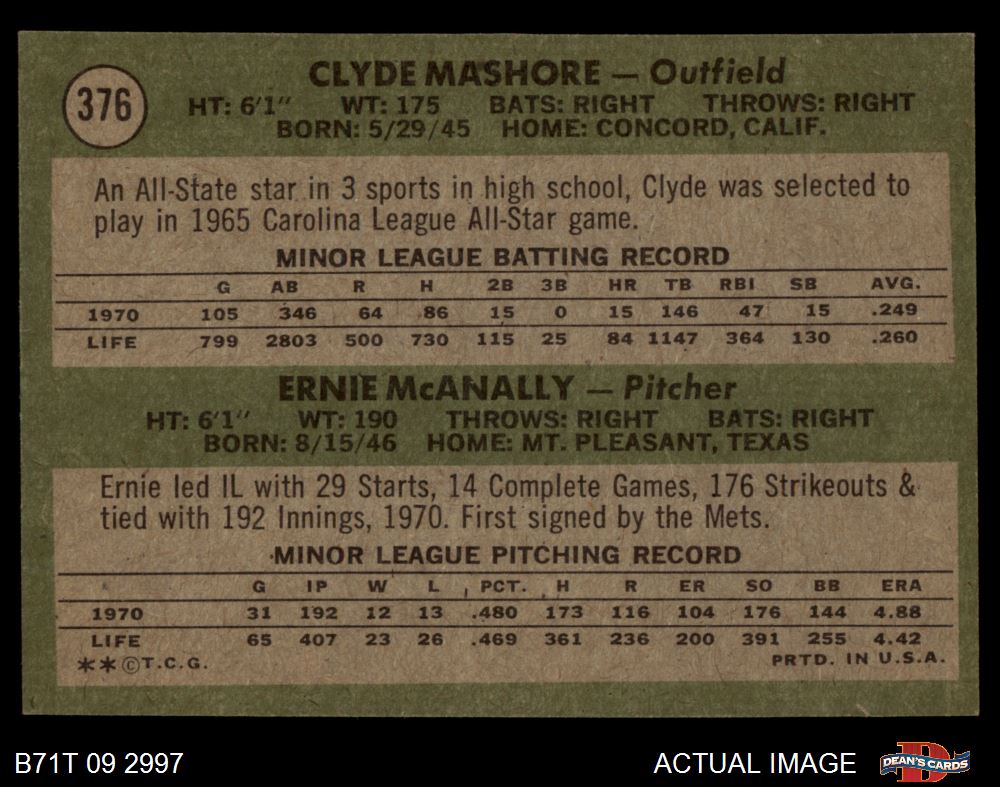 376
CLYDE MASHORE — Outfield
HT: 6'1" WT: 175 BATS: RIGHT THROWS: RIGHT
BORN: 5/29/45 HOME: CONCORD, CALIF.
An All-State star in 3 sports in high school, Clyde was selected to
play in 1965 Carolina League All-Star game.
MINOR LEAGUE BATTING RECORD
G AB R H 2B 3B HR TB RBI SB AVG.
1970 105 346 64 86 15 0 15 146 47 15 .249
LIFE 799 2803 500 730 115 25 84 1147 364 130 .260
ERNIE McANALLY — Pitcher
HT: 6'1" WT: 190 THROWS: RIGHT BATS: RIGHT
BORN: 8/15/46 HOME: MT. PLEASANT, TEXAS
Ernie led IL with 29 Starts, 14 Complete Games, 176 Strikeouts &
tied with 192 Innings, 1970. First signed by the Mets.
MINOR LEAGUE PITCHING RECORD
G IP W L PCT. H R ER SO BB ERA
1970 31 192 12 13 .480 173 116 104 176 144 4.88
LIFE 65 407 23 26 .469 361 236 200 391 255 4.42
**©T.C.G. PRTD. IN U.S.A.
B71T 09 2997 ACTUAL IMAGE DEAN'S CARDS